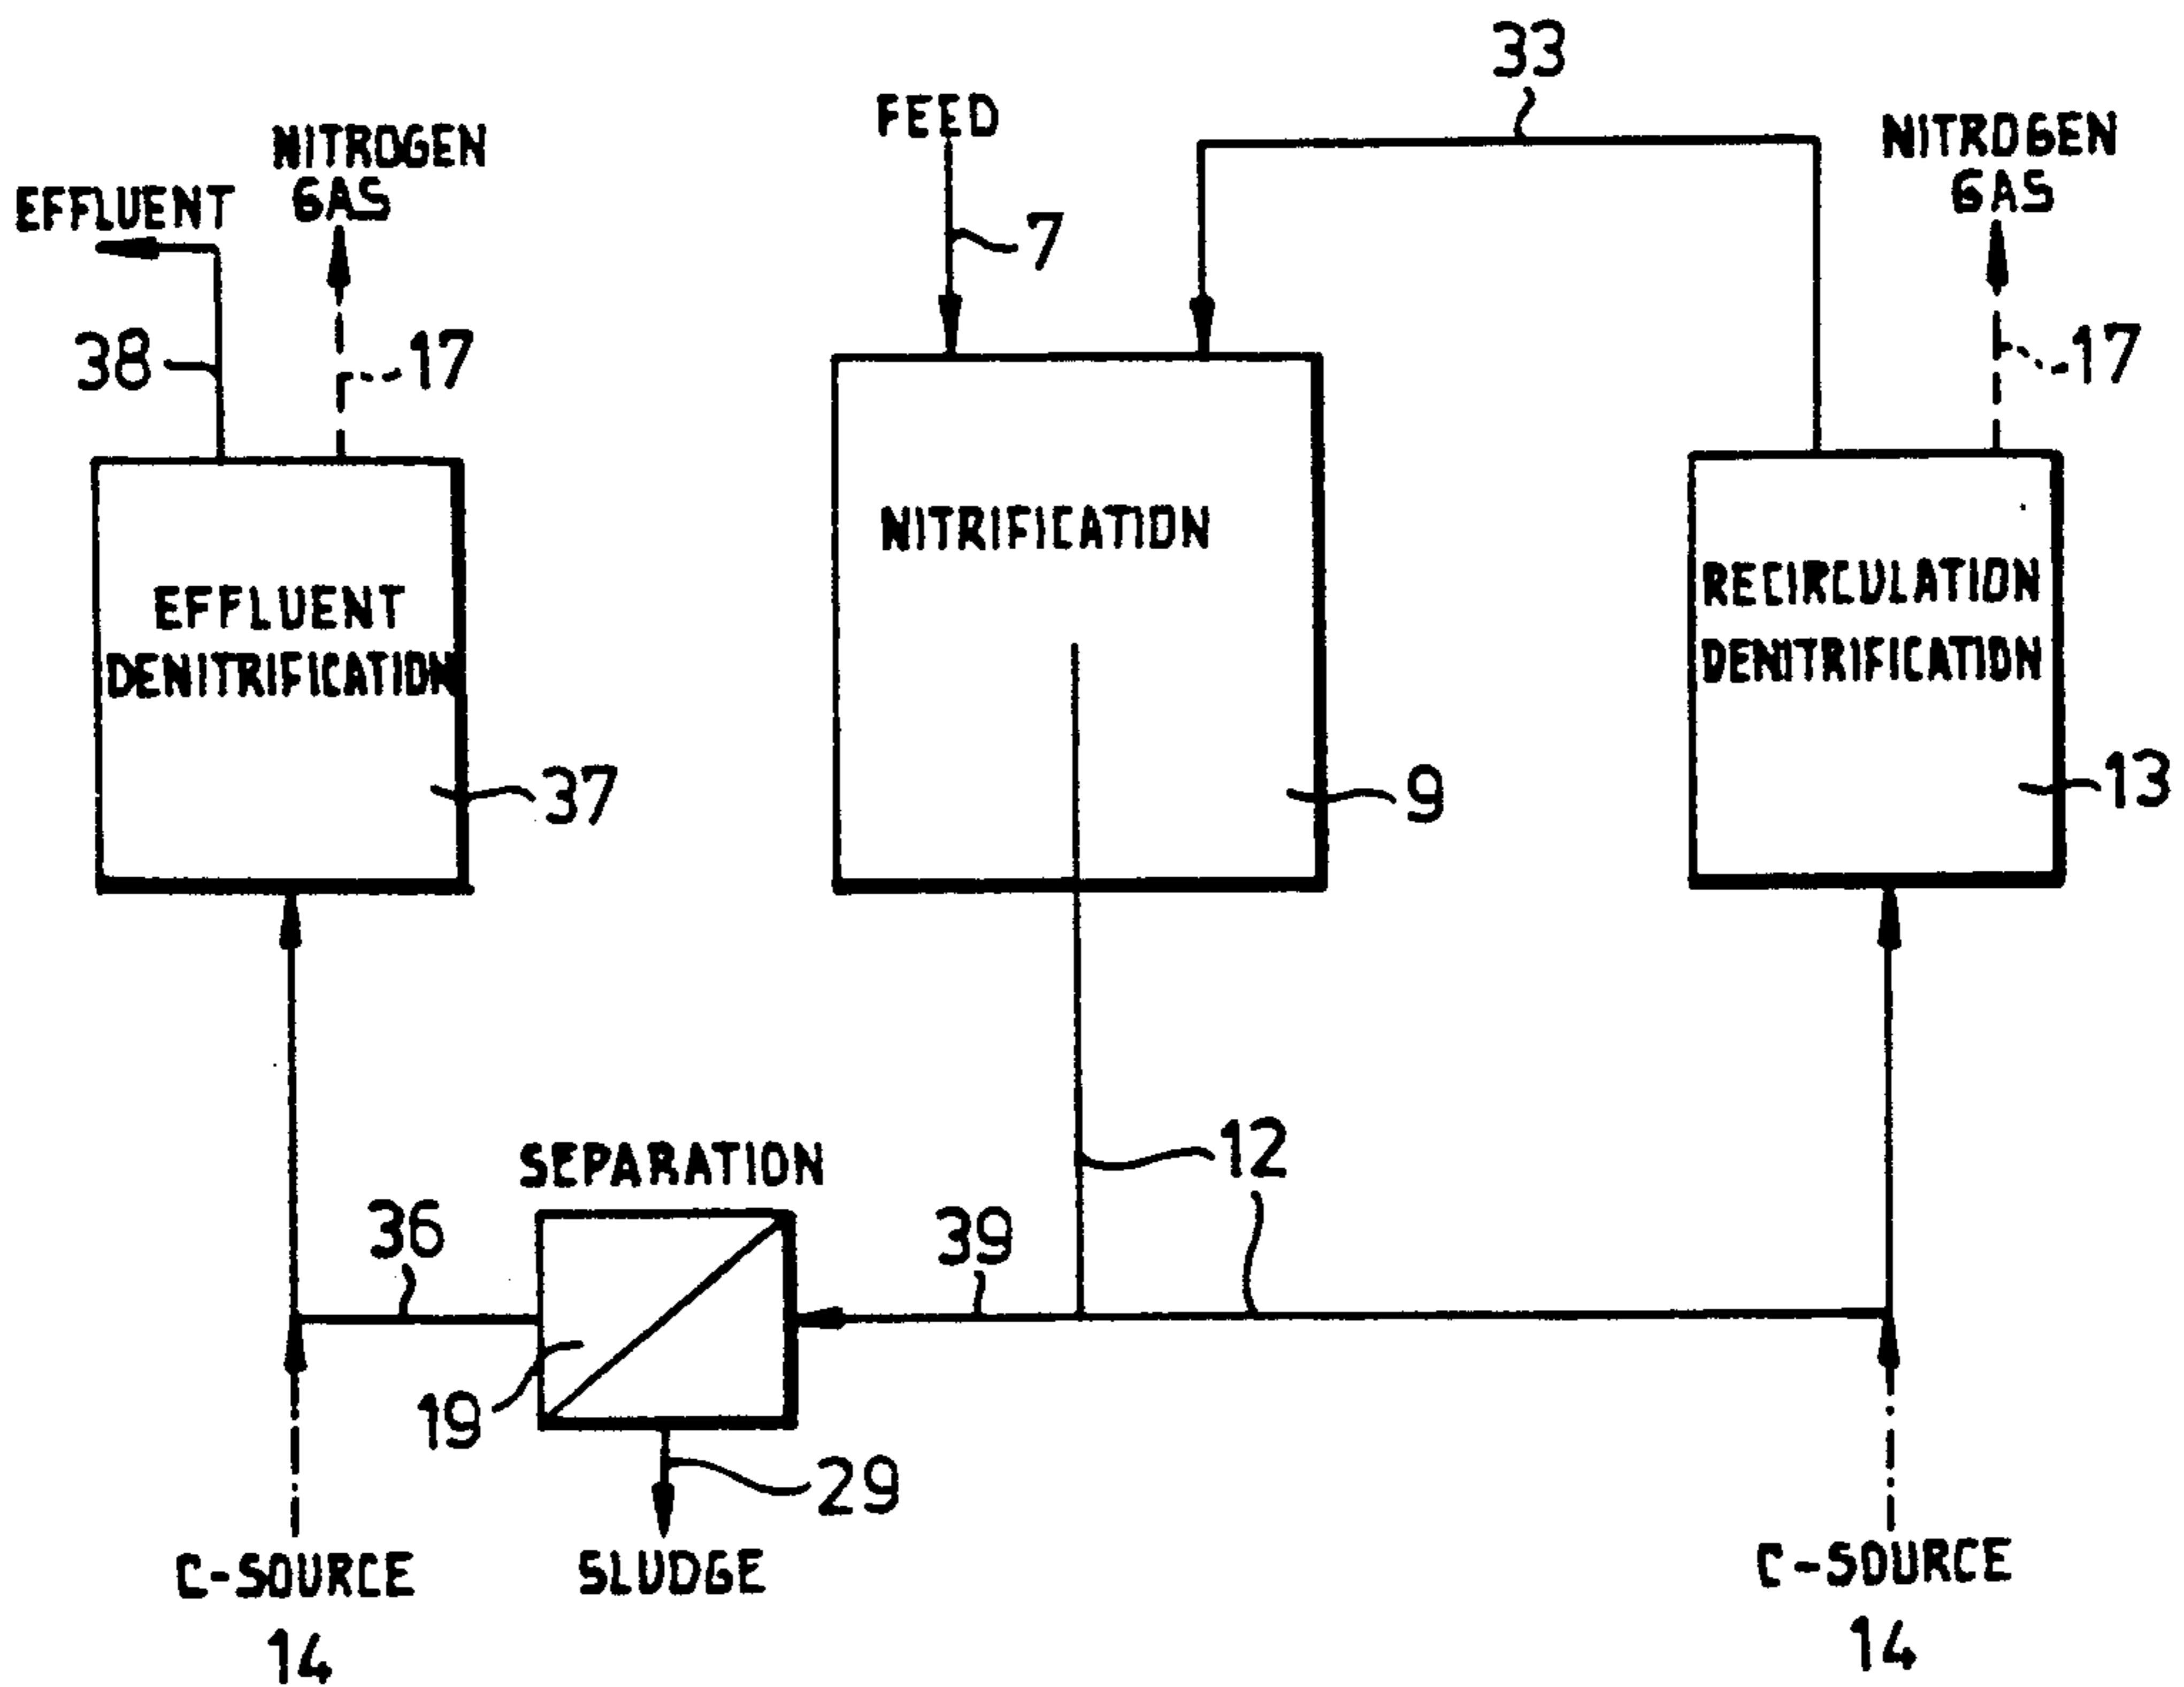 33
FEED
NITROGEN
GAS
NITROGEN
GAS
EFFLUENT
7
38
17
17
NITRIFICATION
EFFLUENT
DENITRIFICATION
RECIRCULATION
DENITRIFICATION
37
9
13
12
SEPARATION
36
39
19
29
C-SOURCE
14
SLUDGE
C-SOURCE
14